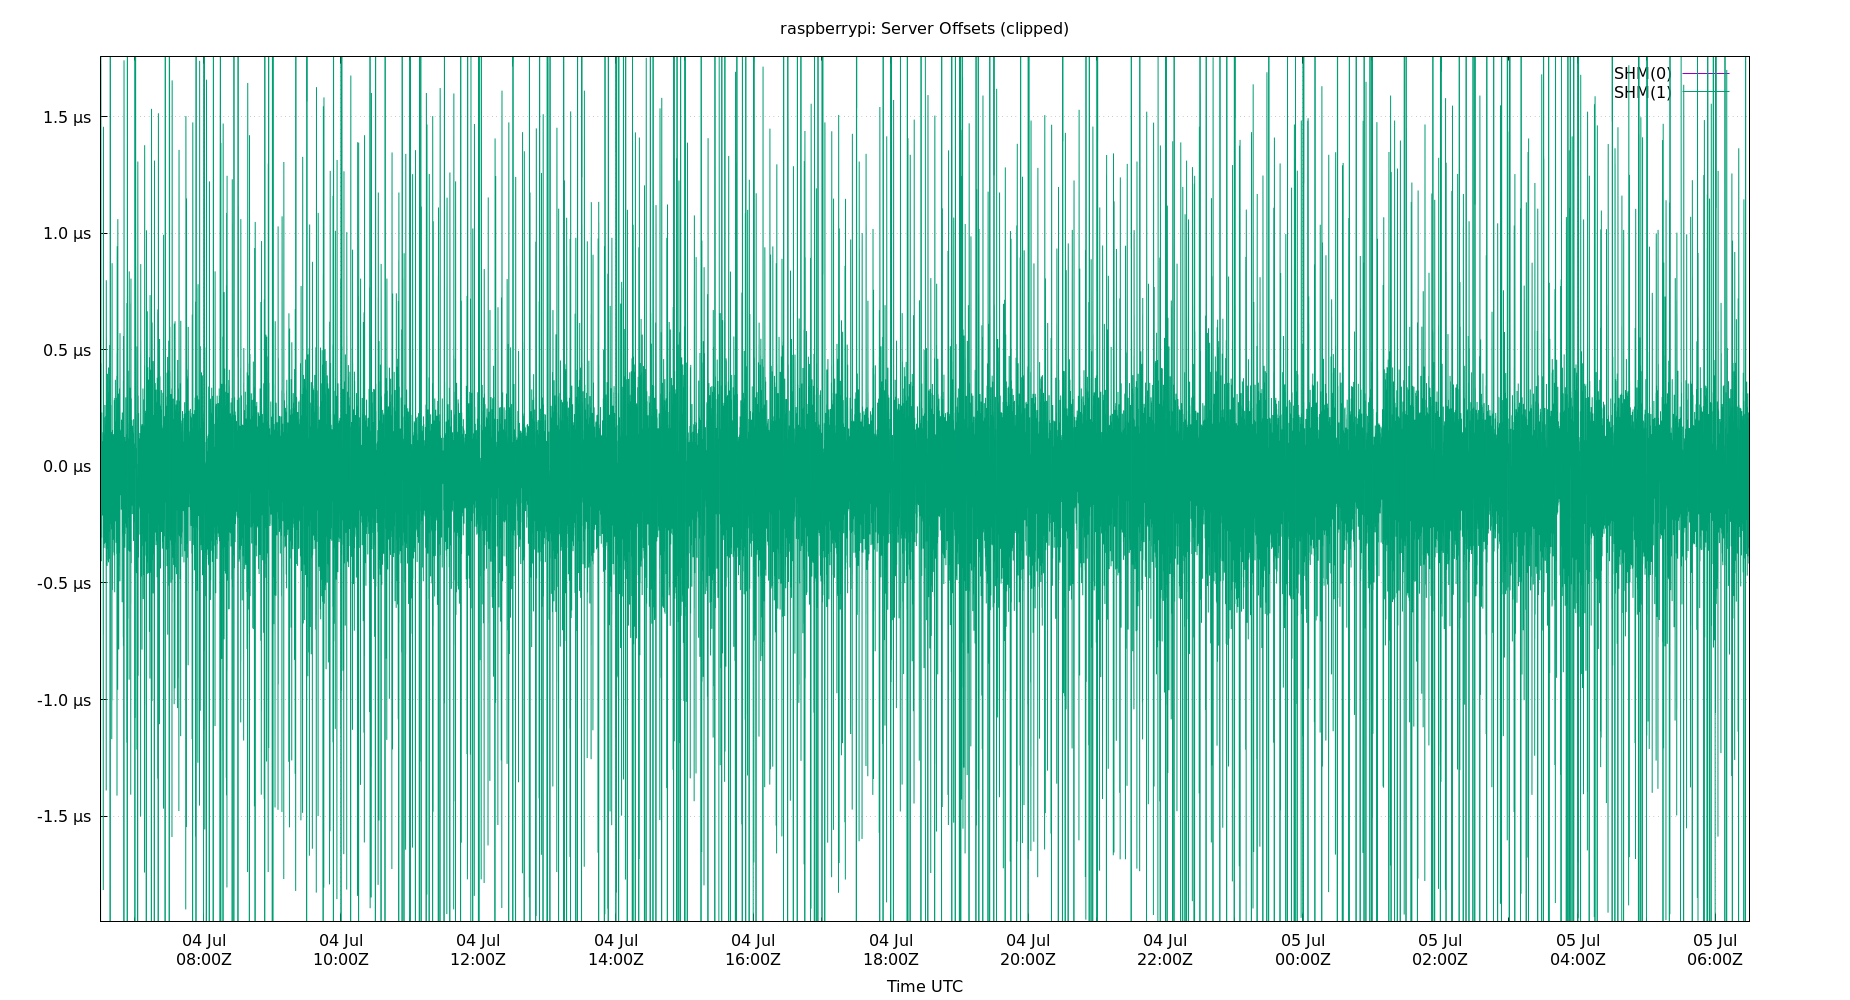 raspberrypi: Server Offsets (clipped)
SHM(0)
SHM(1)
1.5 µs
1.0 µs
0.5 µs
0.0 µs
-0.5 µs
-1.0 µs
-1.5 µs
04 Jul 04 Jul 04 Jul 04 Jul 04 Jul 04 Jul 04 Jul 04 Jul 05 Jul 05 Jul 05 Jul 05 Jul
08:00Z 10:00Z 12:00Z 14:00Z 16:00Z 18:00Z 20:00Z 22:00Z 00:00Z 02:00Z 04:00Z 06:00Z
Time UTC